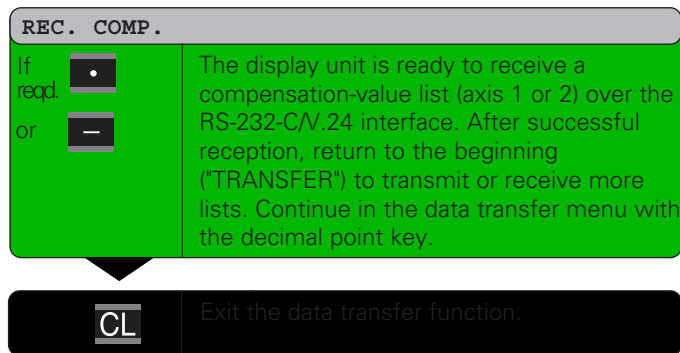 REC. COMP.
If
reqd.
•
or
–
The display unit is ready to receive a
compensation-value list (axis 1 or 2) over the
RS-232-C/V.24 interface. After successful
reception, return to the beginning
("TRANSFER") to transmit or receive more
lists. Continue in the data transfer menu with
the decimal point key.
CL
Exit the data transfer function.